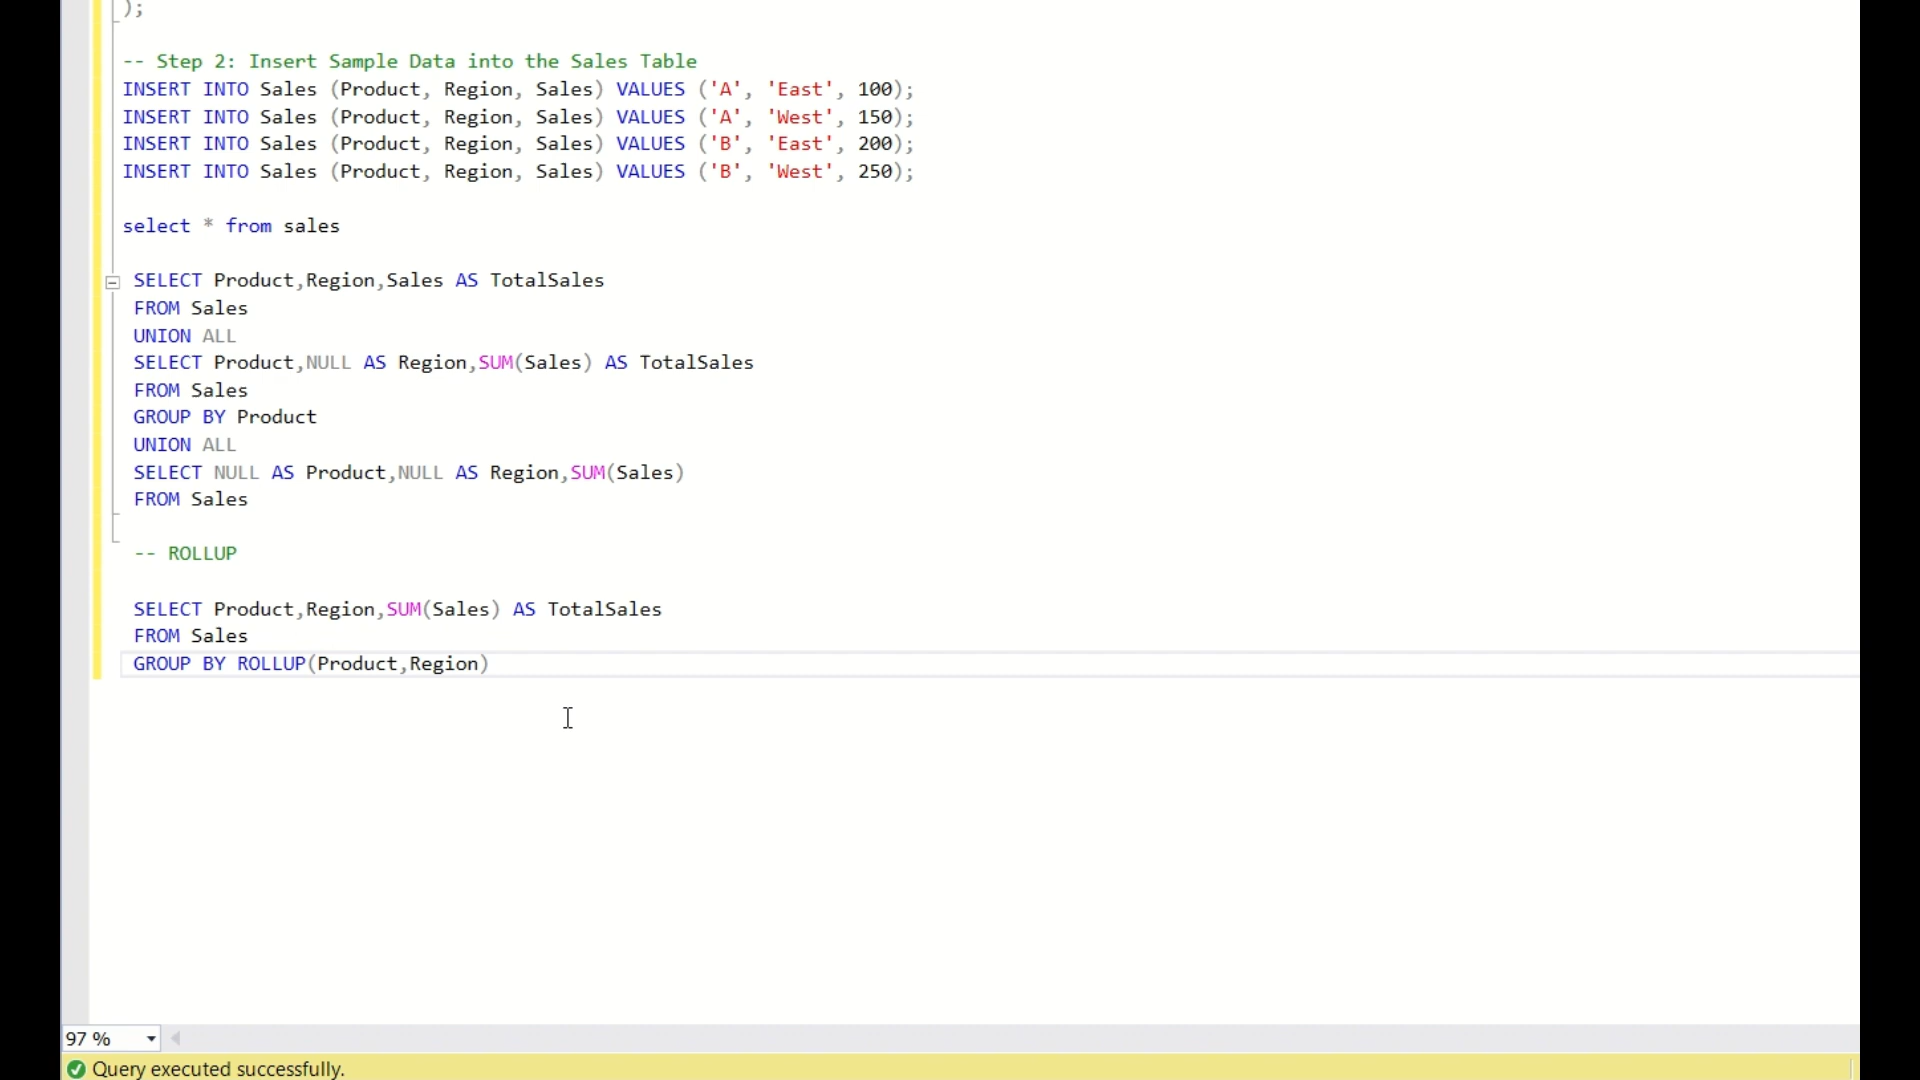 );
-- Step 2: Insert Sample Data into the Sales Table
INSERT INTO Sales (Product, Region, Sales) VALUES ('A', 'East', 100);
INSERT INTO Sales (Product, Region, Sales) VALUES ('A', 'West', 150);
INSERT INTO Sales (Product, Region, Sales) VALUES ('B', 'East', 200);
INSERT INTO Sales (Product, Region, Sales) VALUES ('B', 'West', 250);
select * from sales
SELECT Product,Region,Sales AS TotalSales
FROM Sales
UNION ALL
SELECT Product,NULL AS Region,SUM(Sales) AS TotalSales
FROM Sales
GROUP BY Product
UNION ALL
SELECT NULL AS Product,NULL AS Region,SUM(Sales)
FROM Sales
-- ROLLUP
SELECT Product,Region,SUM(Sales) AS TotalSales
FROM Sales
GROUP BY ROLLUP(Product,Region)
97 %
Query executed successfully.